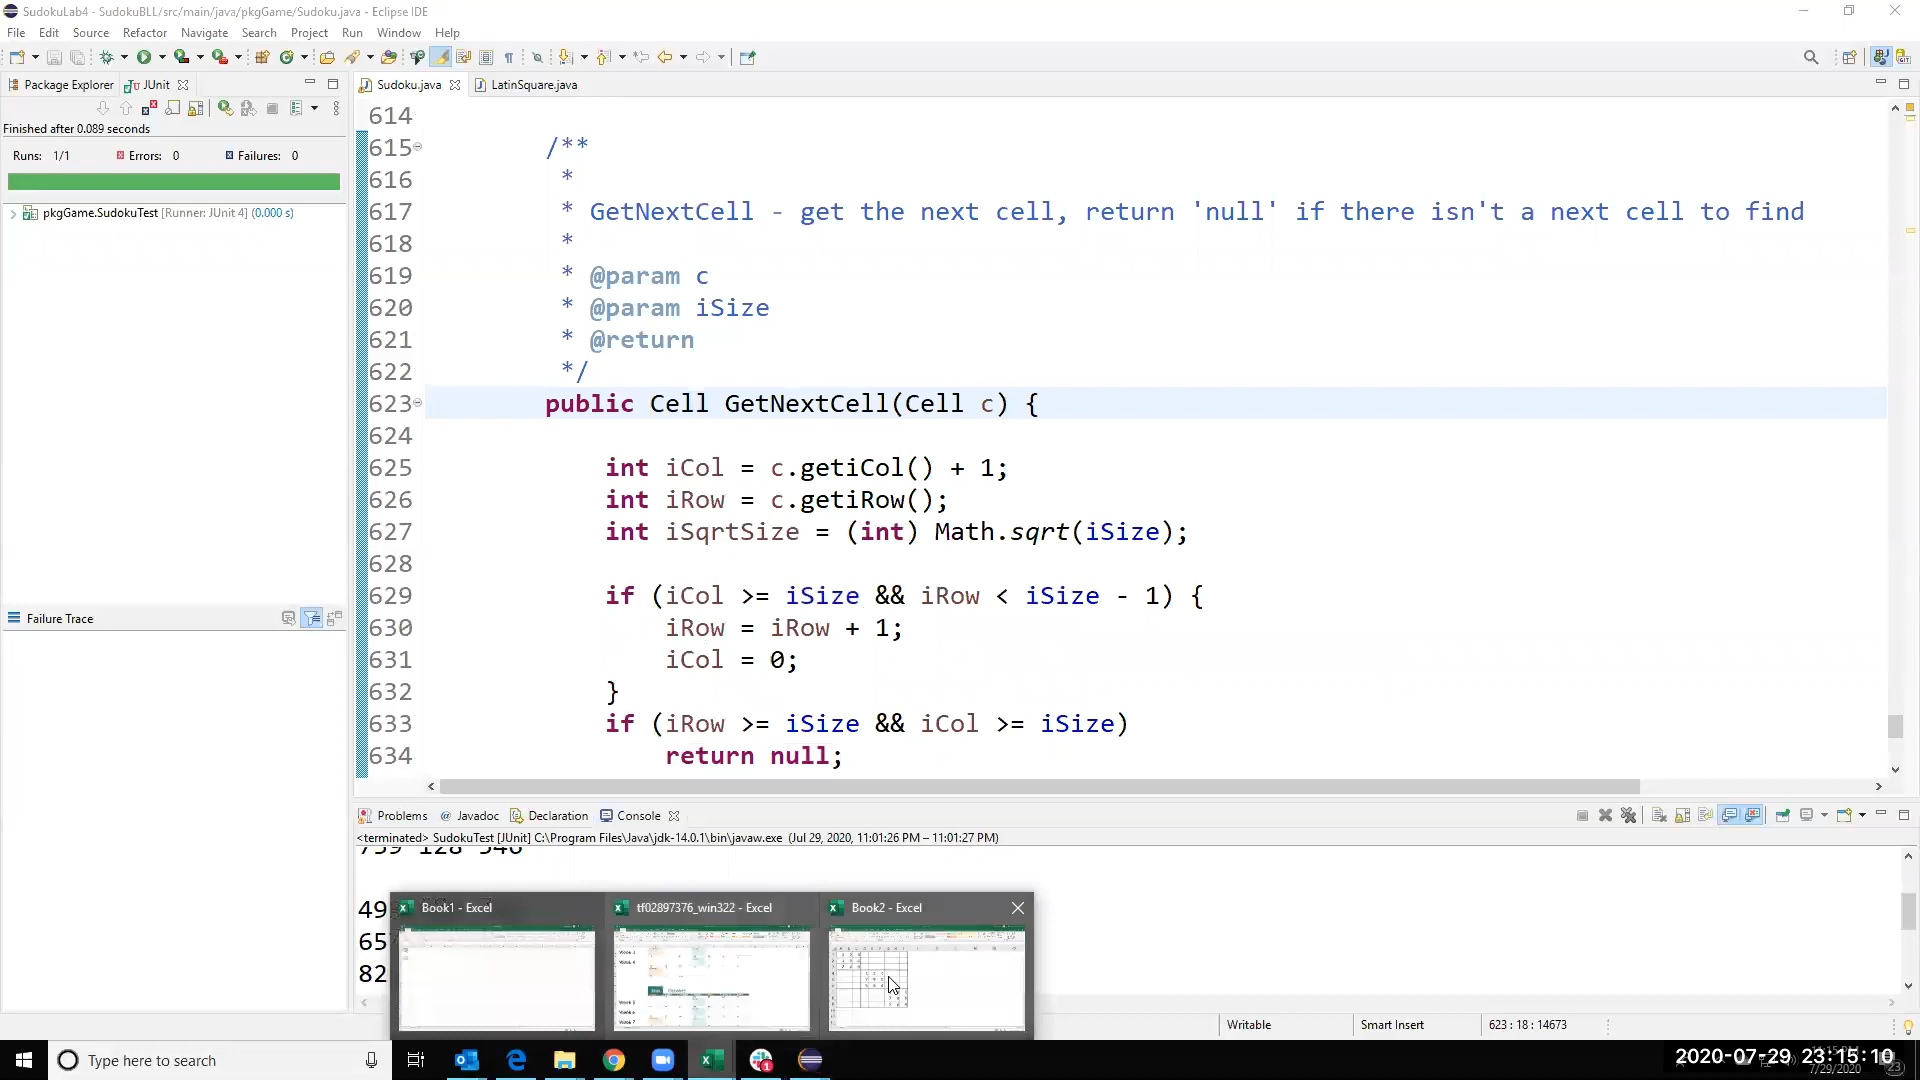 SudokuLab4 - SudokuBLL/src/main/java/pkgGame/Sudoku.java - Eclipse IDE
File Edit Source Refactor Navigate Search Project Run Window Help
Package Explorer JUnit
Sudoku.java LatinSquare.java
Finished after 0.089 seconds
Runs: 1/1 Errors: 0 Failures: 0
pkgGame.SudokuTest [Runner: JUnit 4] (0.000 s)
Failure Trace
614
615 /**
616 *
617 * GetNextCell - get the next cell, return 'null' if there isn't a next cell to find
618 *
619 * @param c
620 * @param iSize
621 * @return
622 */
623 public Cell GetNextCell(Cell c) {
624
625 int iCol = c.getiCol() + 1;
626 int iRow = c.getiRow();
627 int iSqrtSize = (int) Math.sqrt(iSize);
628
629 if (iCol >= iSize && iRow < iSize - 1) {
630 iRow = iRow + 1;
631 iCol = 0;
632 }
633 if (iRow >= iSize && iCol >= iSize)
634 return null;
Problems Javadoc Declaration Console
<terminated> SudokuTest [JUnit] C:\Program Files\Java\jdk-14.0.1\bin\javaw.exe (Jul 29, 2020, 11:01:26 PM – 11:01:27 PM)
739 128 546
49
65
82
Book1 - Excel
tf02897376_win322 - Excel
Book2 - Excel
Writable Smart Insert 623 : 18 : 14673
Type here to search
2020-07-29 23:15:10
7/29/2020